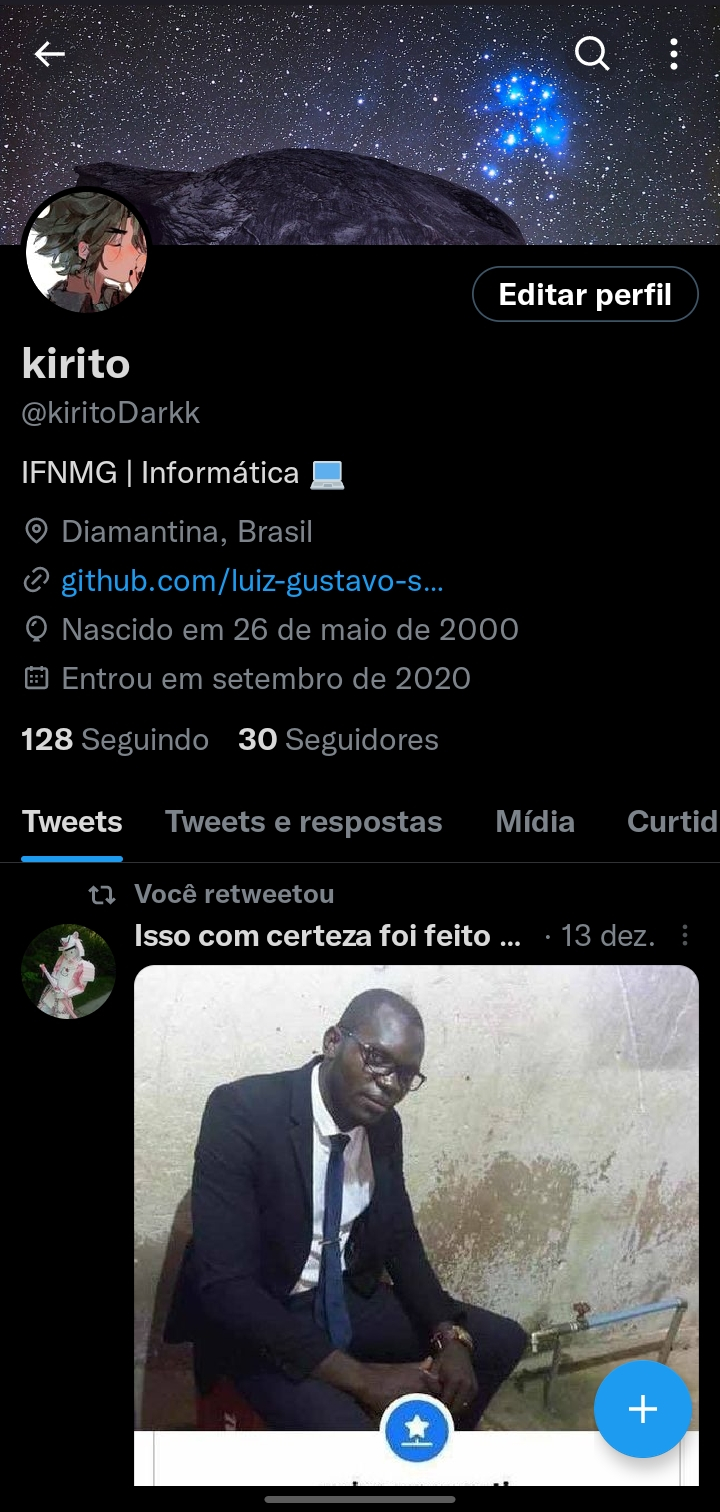 Editar perfil
kirito
@kiritoDarkk
IFNMG | Informática 💻
Diamantina, Brasil
github.com/luiz-gustavo-s...
Nascido em 26 de maio de 2000
Entrou em setembro de 2020
128 Seguindo 30 Seguidores
Tweets Tweets e respostas Mídia Curtid
Você retweetou
Isso com certeza foi feito ... · 13 dez.